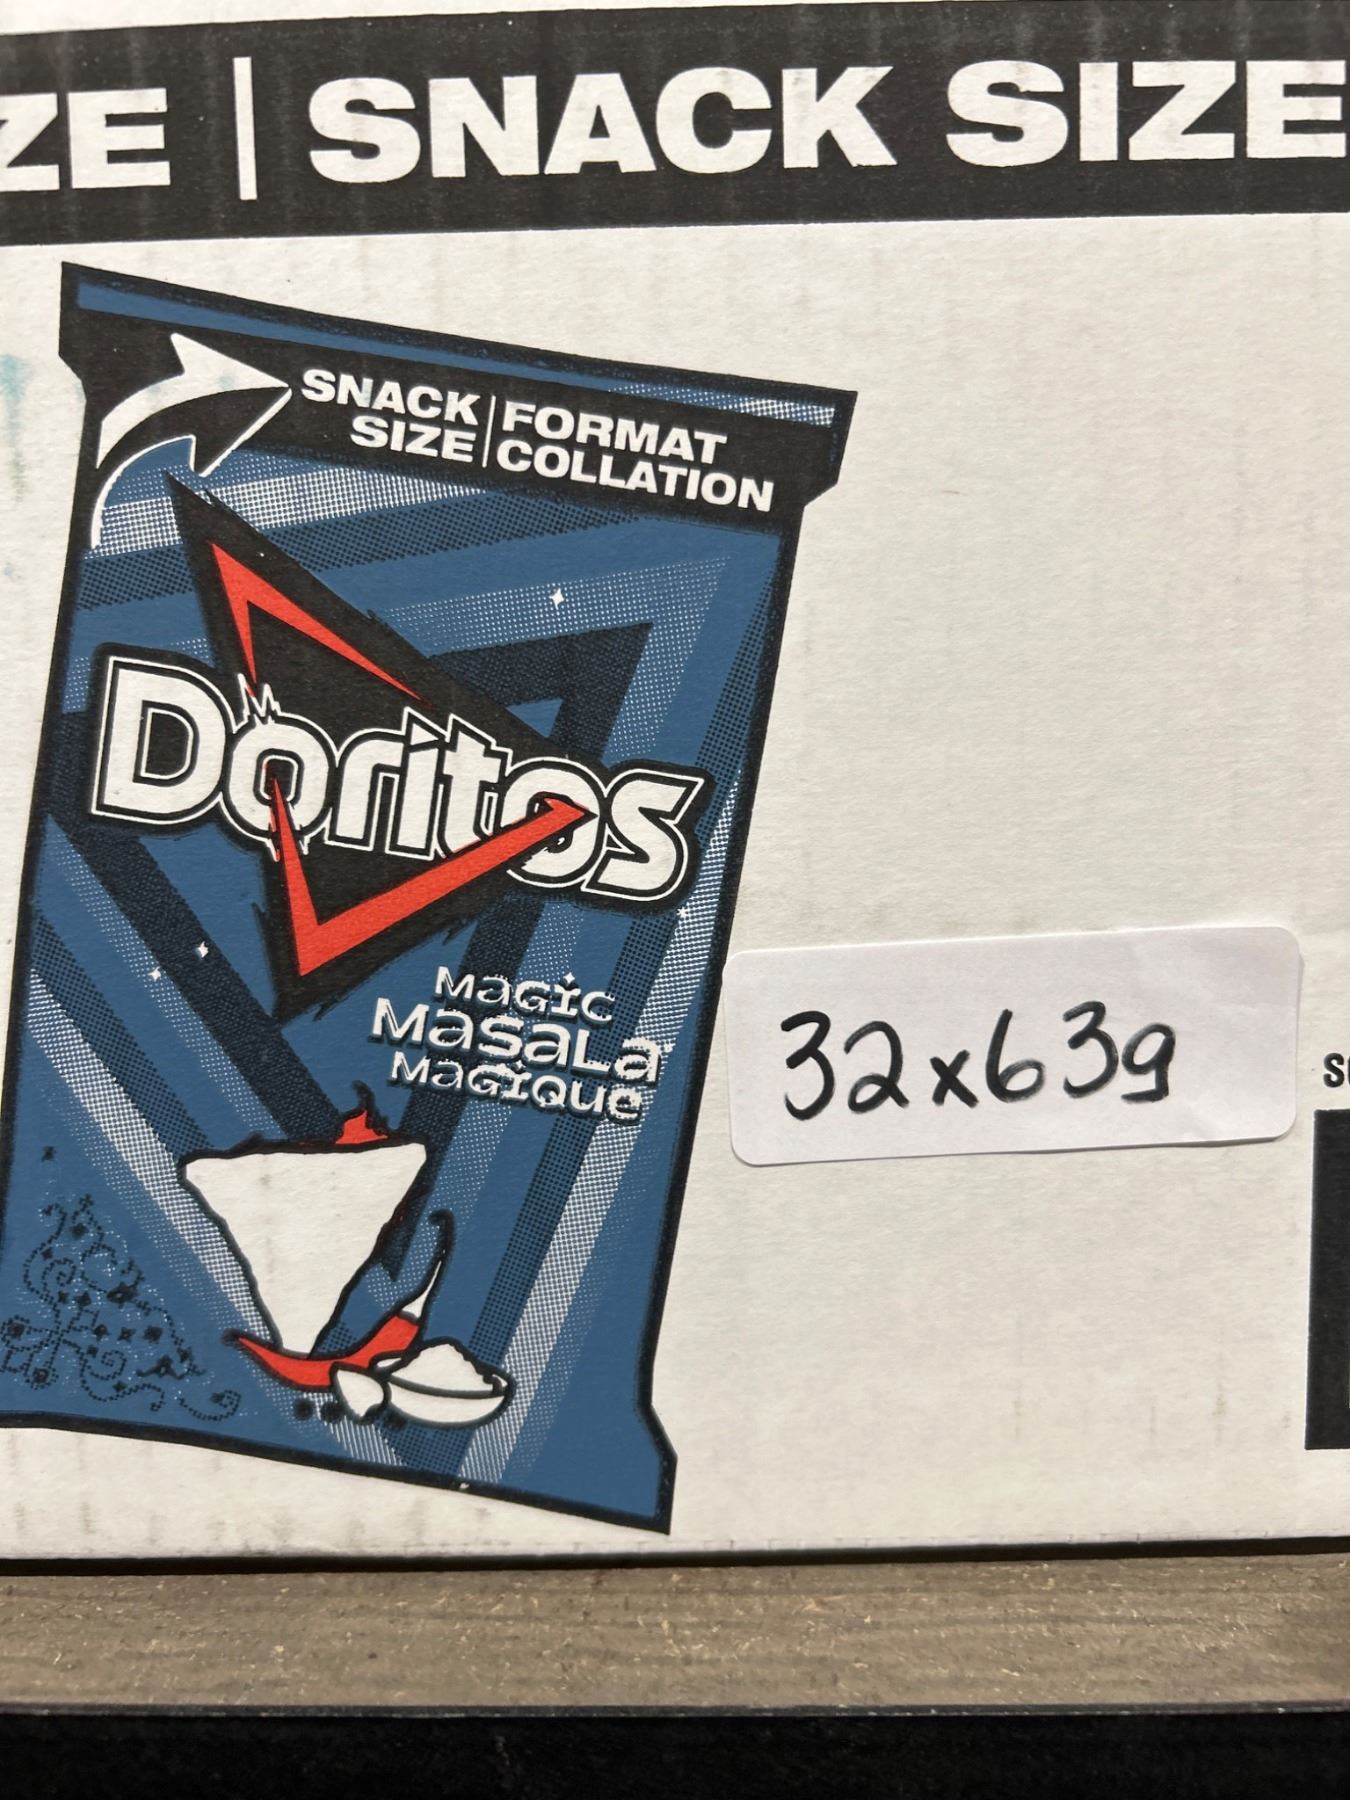 ZE | SNACK SIZE
SNACK SIZE | FORMAT COLLATION
Doritos
MAGIC
MASALA
MAGIQUE
32x63g